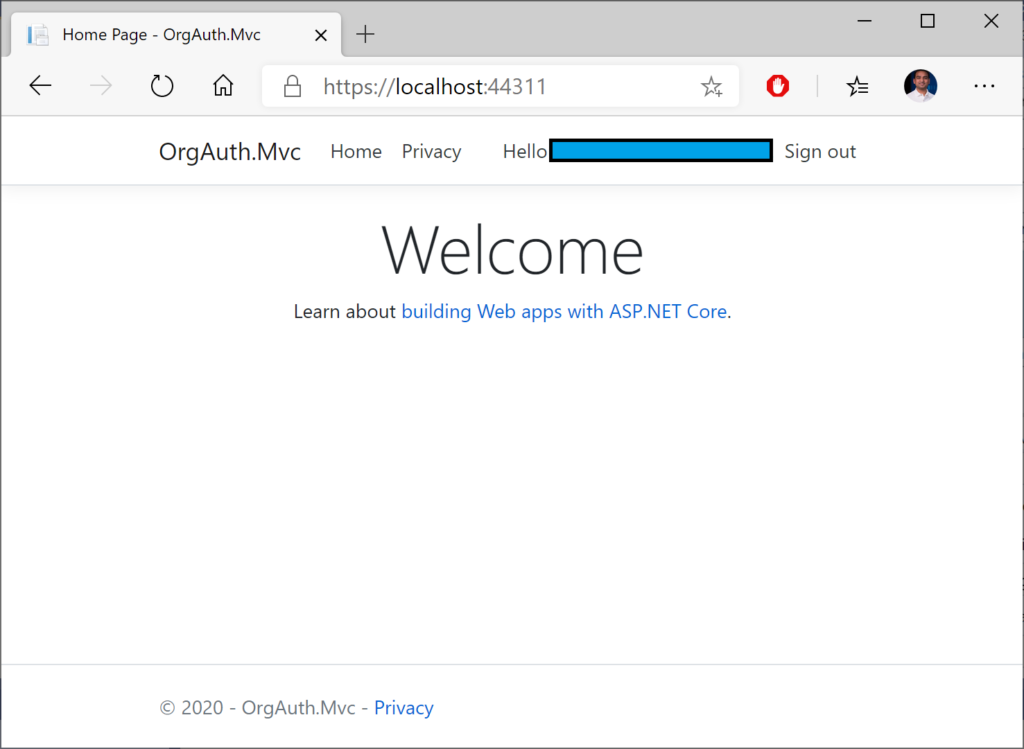 Home Page - OrgAuth.Mvc
https://localhost:44311
OrgAuth.Mvc Home Privacy Hello Sign out
Welcome
Learn about building Web apps with ASP.NET Core.
© 2020 - OrgAuth.Mvc - Privacy